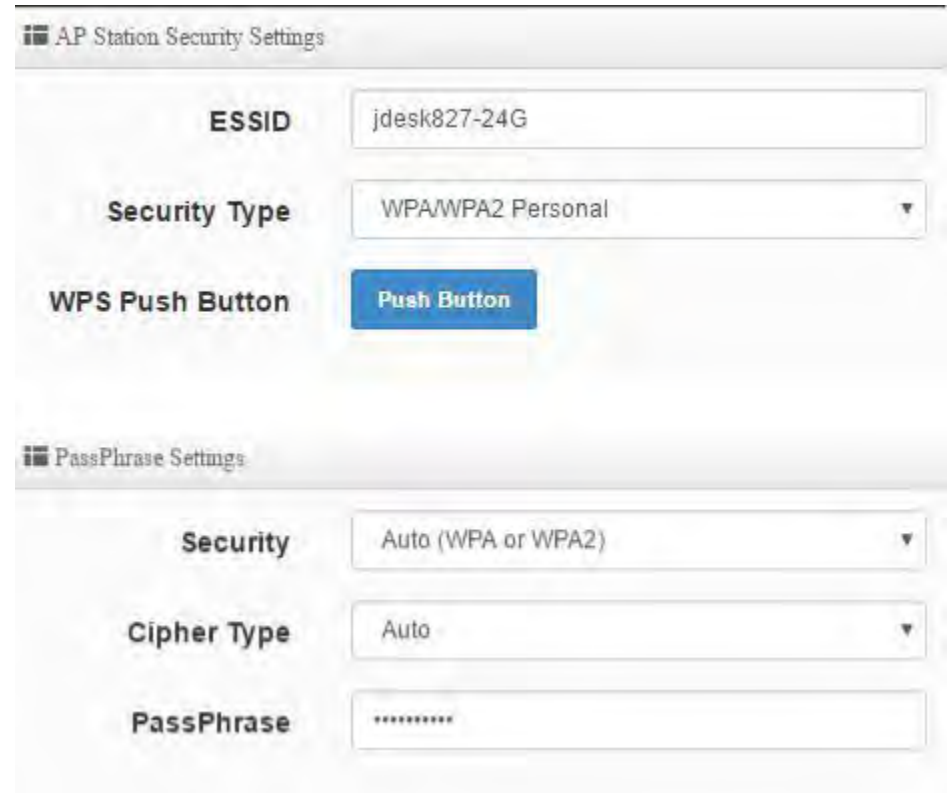 AP Station Security Settings
ESSID jdesk827-24G
Security Type WPA/WPA2 Personal
WPS Push Button Push Button
PassPhrase Settings
Security Auto (WPA or WPA2)
Cipher Type Auto
PassPhrase ••••••••••